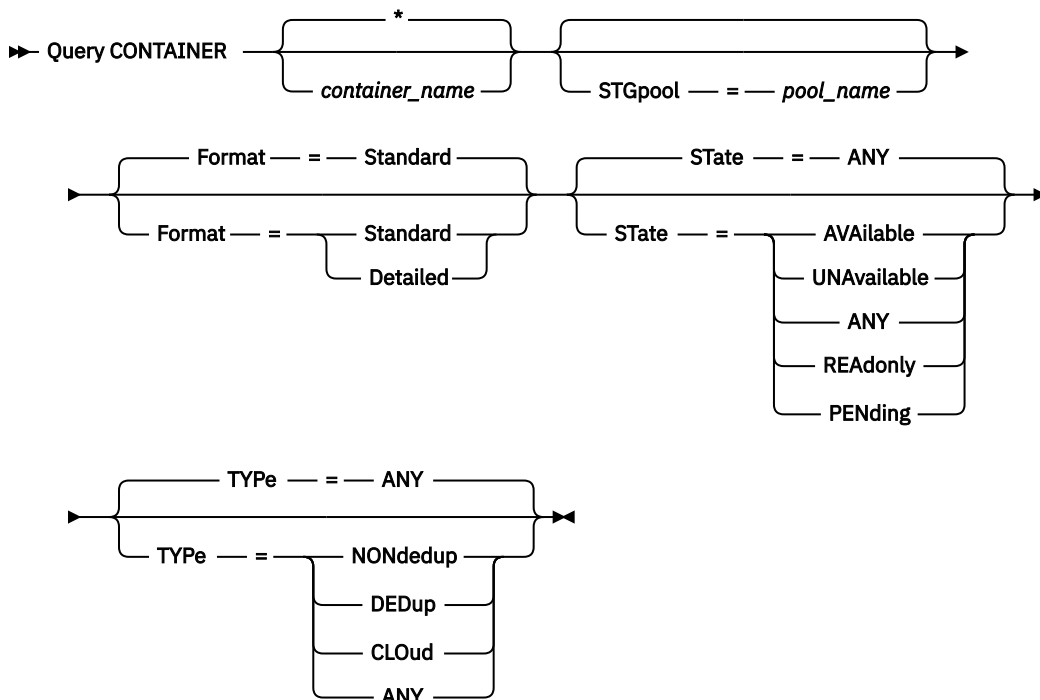 *
Query CONTAINER
container_name
STGpool = pool_name
Format = Standard
STate = ANY
Format = Standard
STate = AVAilable
Detailed
UNAvailable
ANY
REAdonly
PENding
TYPe = ANY
TYPe = NONdedup
DEDup
CLOud
ANY